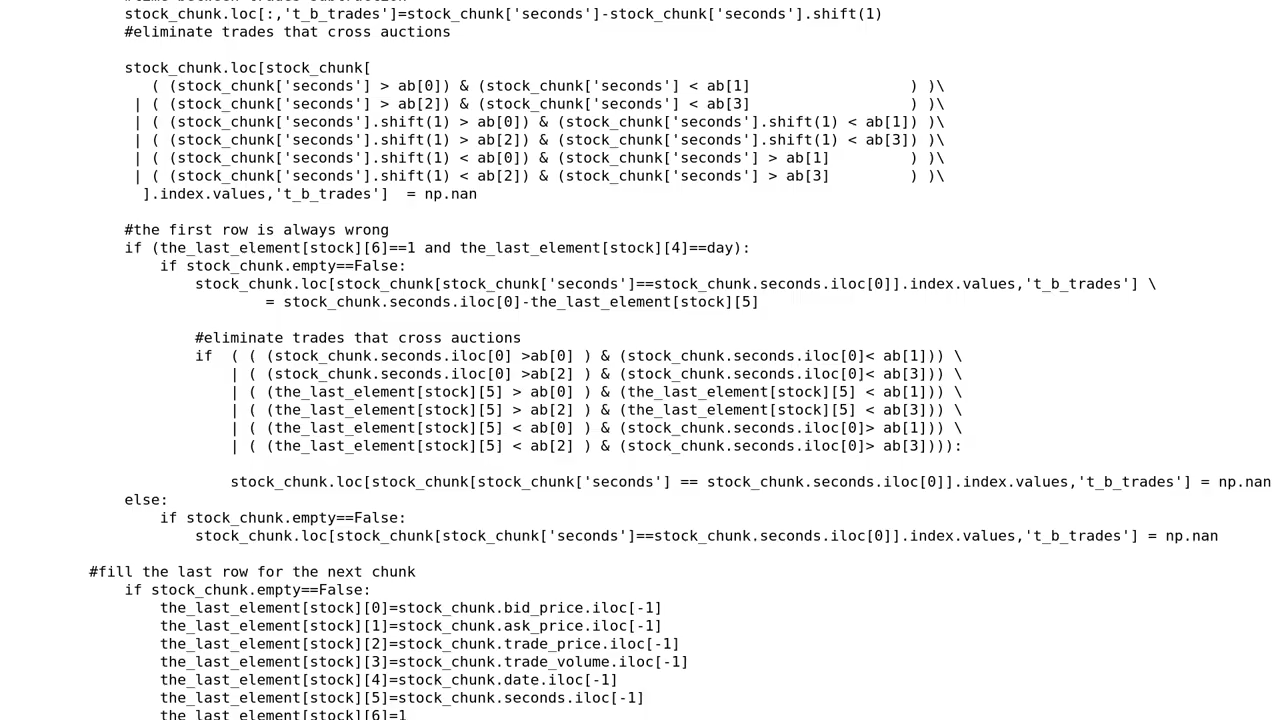 stock_chunk.loc[:,'t_b_trades']=stock_chunk['seconds']-stock_chunk['seconds'].shift(1)
#eliminate trades that cross auctions
stock_chunk.loc[stock_chunk[
( ( (stock_chunk['seconds'] > ab[0]) & (stock_chunk['seconds'] < ab[1] ) )\
| ( (stock_chunk['seconds'] > ab[2]) & (stock_chunk['seconds'] < ab[3] ) )\
| ( (stock_chunk['seconds'].shift(1) > ab[0]) & (stock_chunk['seconds'].shift(1) < ab[1]) )\
| ( (stock_chunk['seconds'].shift(1) > ab[2]) & (stock_chunk['seconds'].shift(1) < ab[3]) )\
| ( (stock_chunk['seconds'].shift(1) < ab[0]) & (stock_chunk['seconds'] > ab[1] ) )\
| ( (stock_chunk['seconds'].shift(1) < ab[2]) & (stock_chunk['seconds'] > ab[3] ) )\
].index.values,'t_b_trades'] = np.nan
#the first row is always wrong
if (the_last_element[stock][6]==1 and the_last_element[stock][4]==day):
if stock_chunk.empty==False:
stock_chunk.loc[stock_chunk[stock_chunk['seconds']==stock_chunk.seconds.iloc[0]].index.values,'t_b_trades'] \
= stock_chunk.seconds.iloc[0]-the_last_element[stock][5]
#eliminate trades that cross auctions
if ( ( (stock_chunk.seconds.iloc[0] >ab[0] ) & (stock_chunk.seconds.iloc[0]< ab[1])) \
| ( (stock_chunk.seconds.iloc[0] >ab[2] ) & (stock_chunk.seconds.iloc[0]< ab[3])) \
| ( (the_last_element[stock][5] > ab[0] ) & (the_last_element[stock][5] < ab[1])) \
| ( (the_last_element[stock][5] > ab[2] ) & (the_last_element[stock][5] < ab[3])) \
| ( (the_last_element[stock][5] < ab[0] ) & (stock_chunk.seconds.iloc[0]> ab[1])) \
| ( (the_last_element[stock][5] < ab[2] ) & (stock_chunk.seconds.iloc[0]> ab[3]))):
stock_chunk.loc[stock_chunk[stock_chunk['seconds'] == stock_chunk.seconds.iloc[0]].index.values,'t_b_trades'] = np.nan
else:
if stock_chunk.empty==False:
stock_chunk.loc[stock_chunk[stock_chunk['seconds']==stock_chunk.seconds.iloc[0]].index.values,'t_b_trades'] = np.nan
#fill the last row for the next chunk
if stock_chunk.empty==False:
the_last_element[stock][0]=stock_chunk.bid_price.iloc[-1]
the_last_element[stock][1]=stock_chunk.ask_price.iloc[-1]
the_last_element[stock][2]=stock_chunk.trade_price.iloc[-1]
the_last_element[stock][3]=stock_chunk.trade_volume.iloc[-1]
the_last_element[stock][4]=stock_chunk.date.iloc[-1]
the_last_element[stock][5]=stock_chunk.seconds.iloc[-1]
the_last_element[stock][6]=1